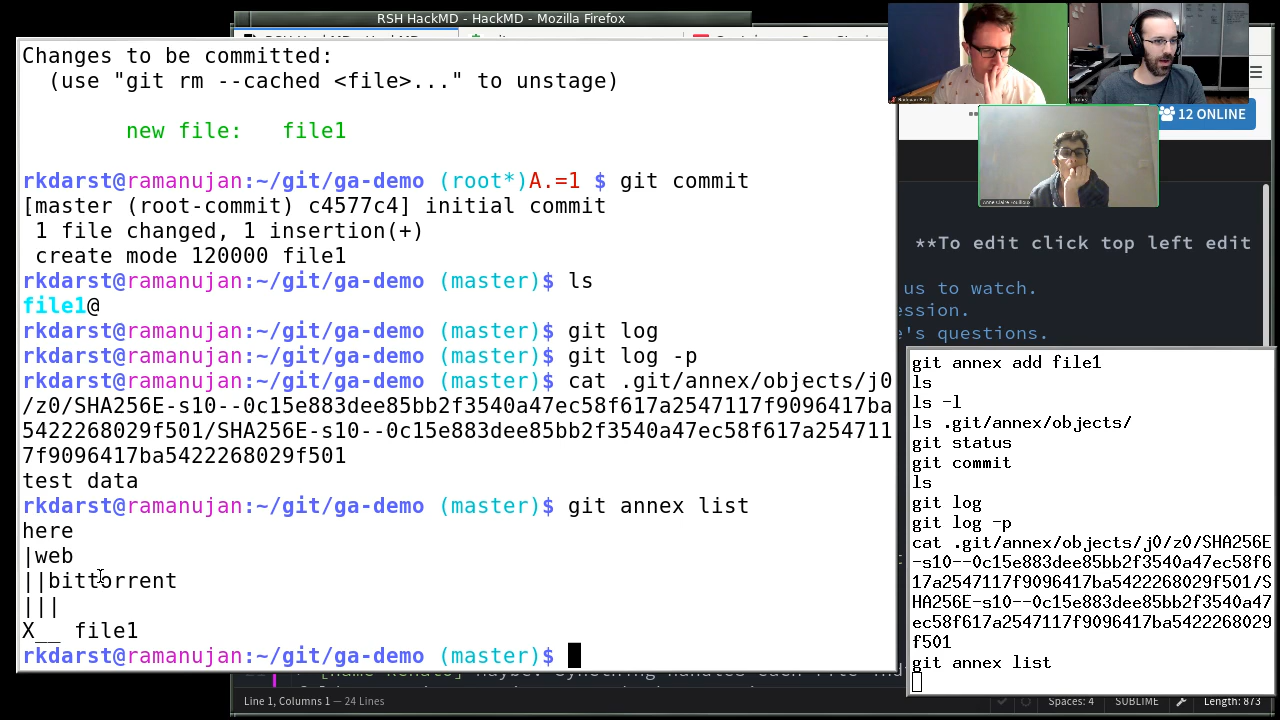 RSH HackMD - HackMD - Mozilla Firefox
Changes to be committed:
(use "git rm --cached <file>..." to unstage)
new file: file1
rkdarst@ramanujan:~/git/ga-demo (root*)A.=1 $ git commit
[master (root-commit) c4577c4] initial commit
1 file changed, 1 insertion(+)
create mode 120000 file1
rkdarst@ramanujan:~/git/ga-demo (master)$ ls
file1@
rkdarst@ramanujan:~/git/ga-demo (master)$ git log
rkdarst@ramanujan:~/git/ga-demo (master)$ git log -p
rkdarst@ramanujan:~/git/ga-demo (master)$ cat .git/annex/objects/j0
/z0/SHA256E-s10--0c15e883dee85bb2f3540a47ec58f617a2547117f9096417ba
5422268029f501/SHA256E-s10--0c15e883dee85bb2f3540a47ec58f617a254711
7f9096417ba5422268029f501
test data
rkdarst@ramanujan:~/git/ga-demo (master)$ git annex list
here
|web
||bittorrent
|||
X__ file1
rkdarst@ramanujan:~/git/ga-demo (master)$
12 ONLINE
**To edit click top left edit
us to watch.
ession.
e's questions.
git annex add file1
ls
ls -l
ls .git/annex/objects/
git status
git commit
ls
git log
git log -p
cat .git/annex/objects/j0/z0/SHA256E
-s10--0c15e883dee85bb2f3540a47ec58f6
17a2547117f9096417ba5422268029f501/S
HA256E-s10--0c15e883dee85bb2f3540a47
ec58f617a2547117f9096417ba5422268029
f501
git annex list
Line 1, Columns 1 — 24 Lines
Spaces: 4 SUBLIME Length: 873